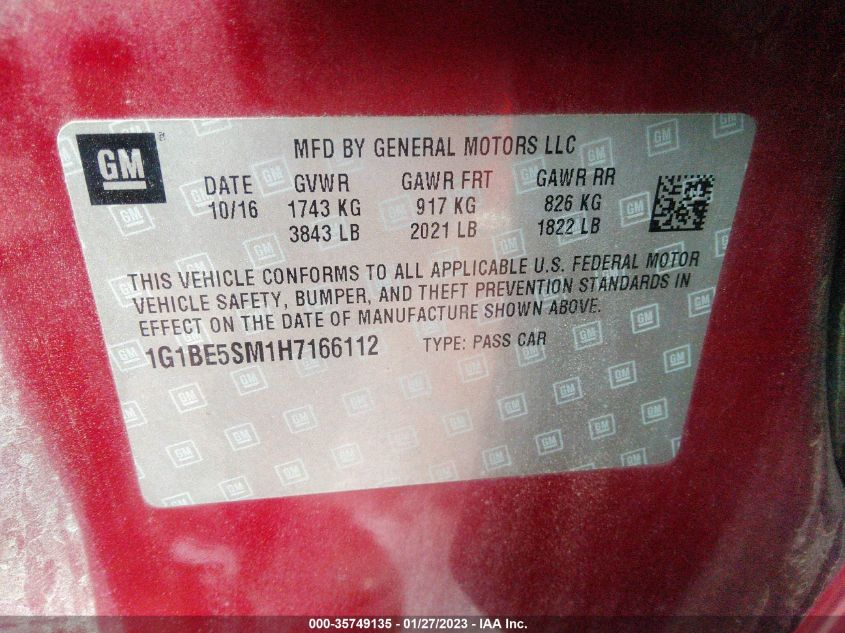 GM
MFD BY GENERAL MOTORS LLC
DATE GVWR GAWR FRT GAWR RR
10/16 1743 KG 917 KG 826 KG
3843 LB 2021 LB 1822 LB
THIS VEHICLE CONFORMS TO ALL APPLICABLE U.S. FEDERAL MOTOR
VEHICLE SAFETY, BUMPER, AND THEFT PREVENTION STANDARDS IN
EFFECT ON THE DATE OF MANUFACTURE SHOWN ABOVE.
1G1BE5SM1H7166112 TYPE: PASS CAR
000-35749135 - 01/27/2023 - IAA Inc.